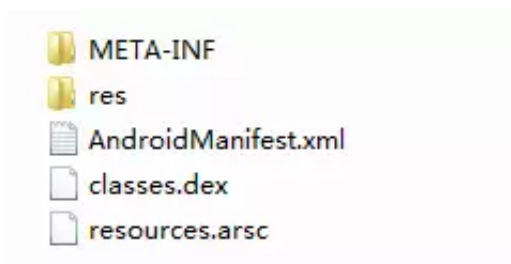 META-INF
res
AndroidManifest.xml
classes.dex
resources.arsc